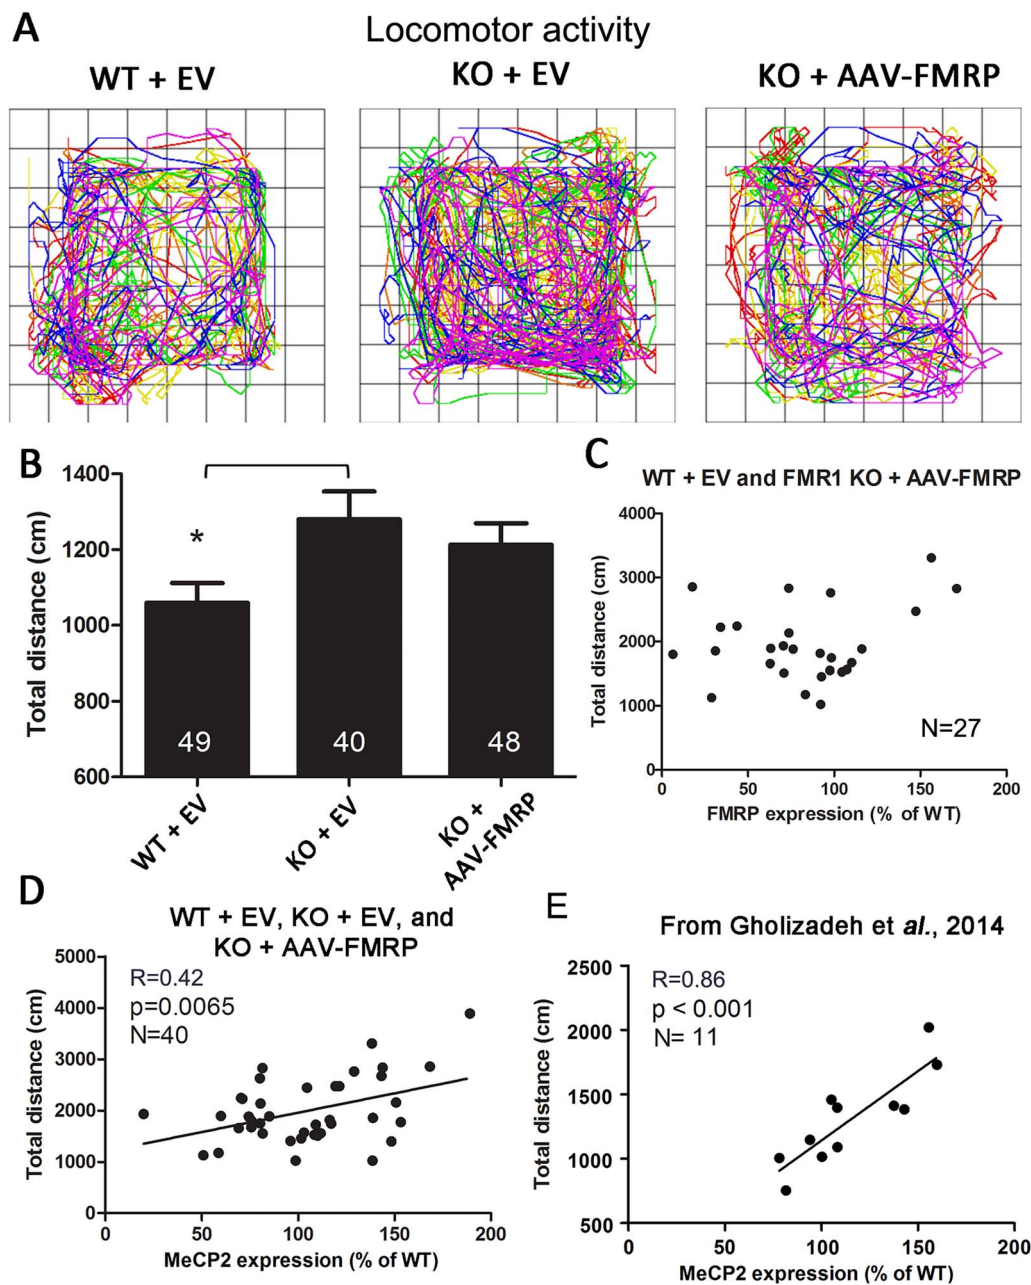 A
Locomotor activity
WT + EV
KO + EV
KO + AAV-FMRP
B
Total distance (cm)
1400
1200
1000
800
600
*
49
40
48
WT + EV
KO + EV
KO +
AAV-FMRP
C
WT + EV and FMR1 KO + AAV-FMRP
Total distance (cm)
4000
3000
2000
1000
0
N=27
0
50
100
150
200
FMRP expression (% of WT)
D
WT + EV, KO + EV, and
KO + AAV-FMRP
Total distance (cm)
5000
4000
3000
2000
1000
0
R=0.42
p=0.0065
N=40
0
50
100
150
200
MeCP2 expression (% of WT)
E
From Gholizadeh et al., 2014
Total distance (cm)
2500
2000
1500
1000
500
R=0.86
p < 0.001
N= 11
0
50
100
150
200
MeCP2 expression (% of WT)